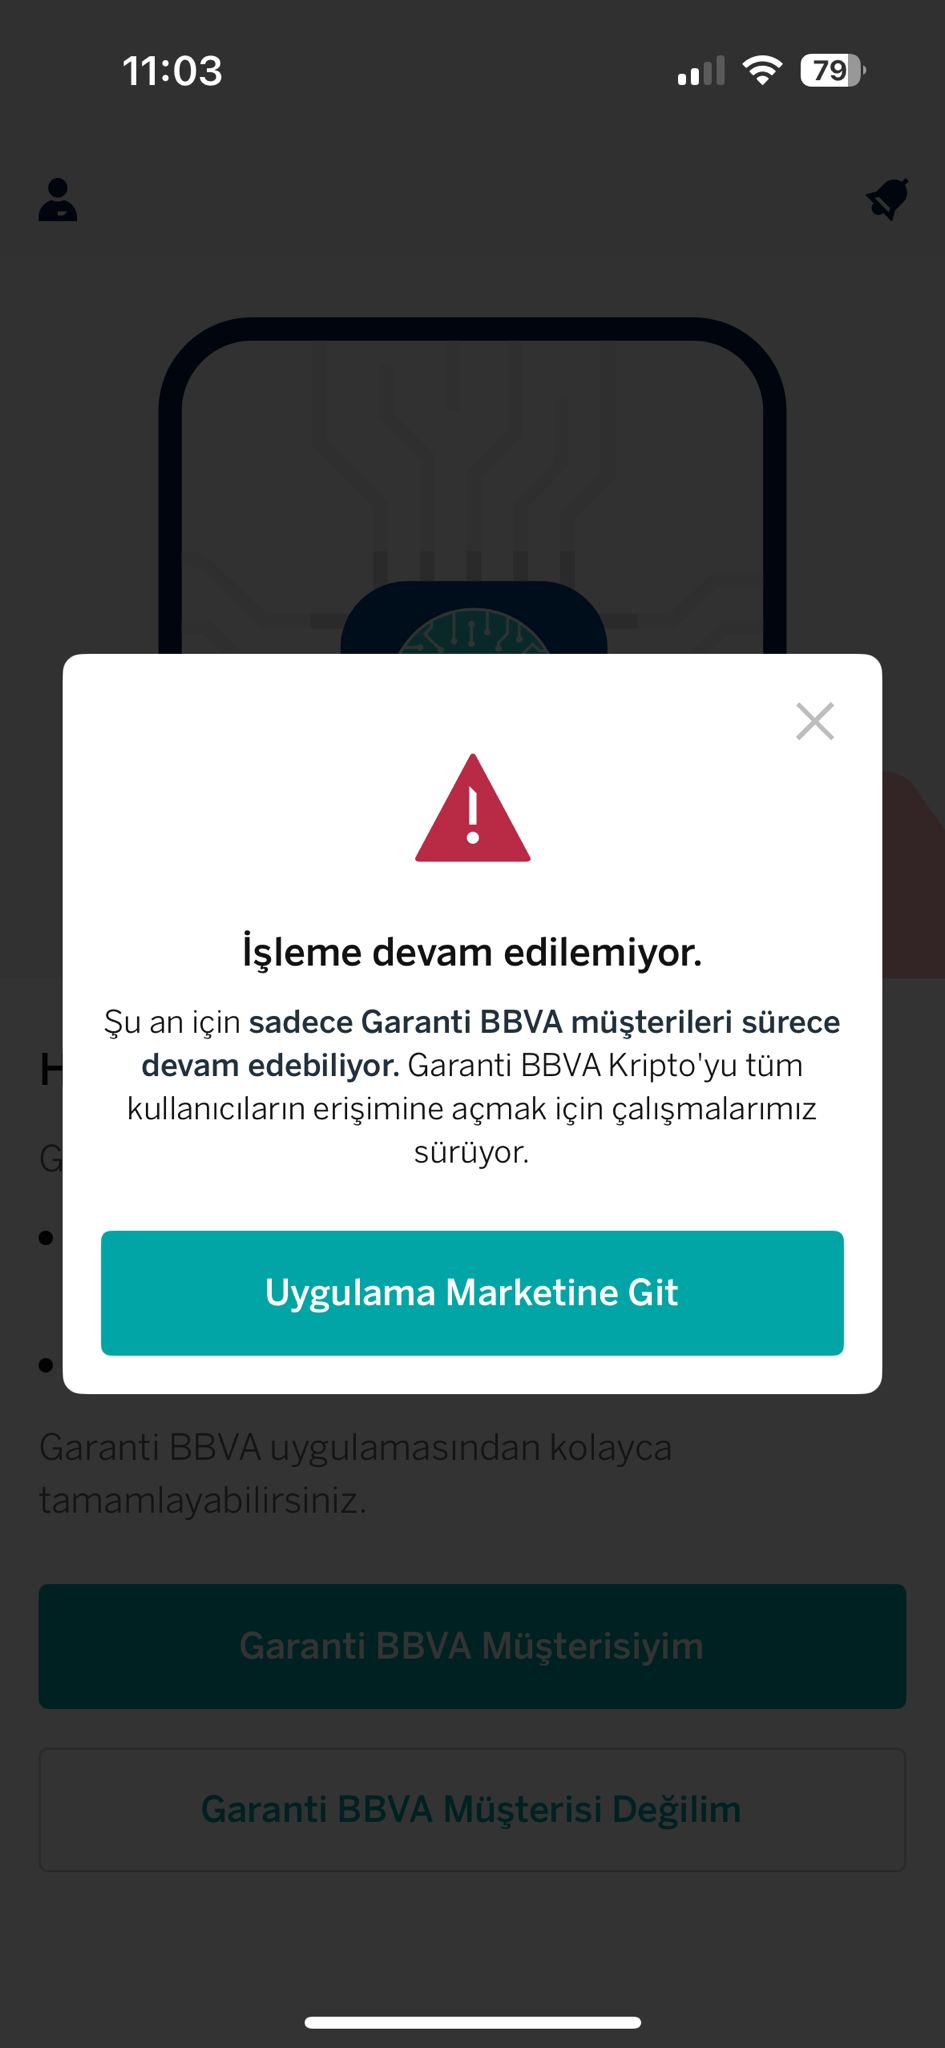 11:03
79
İşleme devam edilemiyor.
Şu an için sadece Garanti BBVA müşterileri sürece
devam edebiliyor. Garanti BBVA Kripto'yu tüm
kullanıcıların erişimine açmak için çalışmalarımız
sürüyor.
Uygulama Marketine Git
Garanti BBVA uygulamasından kolayca
tamamlayabilirsiniz.
Garanti BBVA Müşterisiyim
Garanti BBVA Müşterisi Değilim